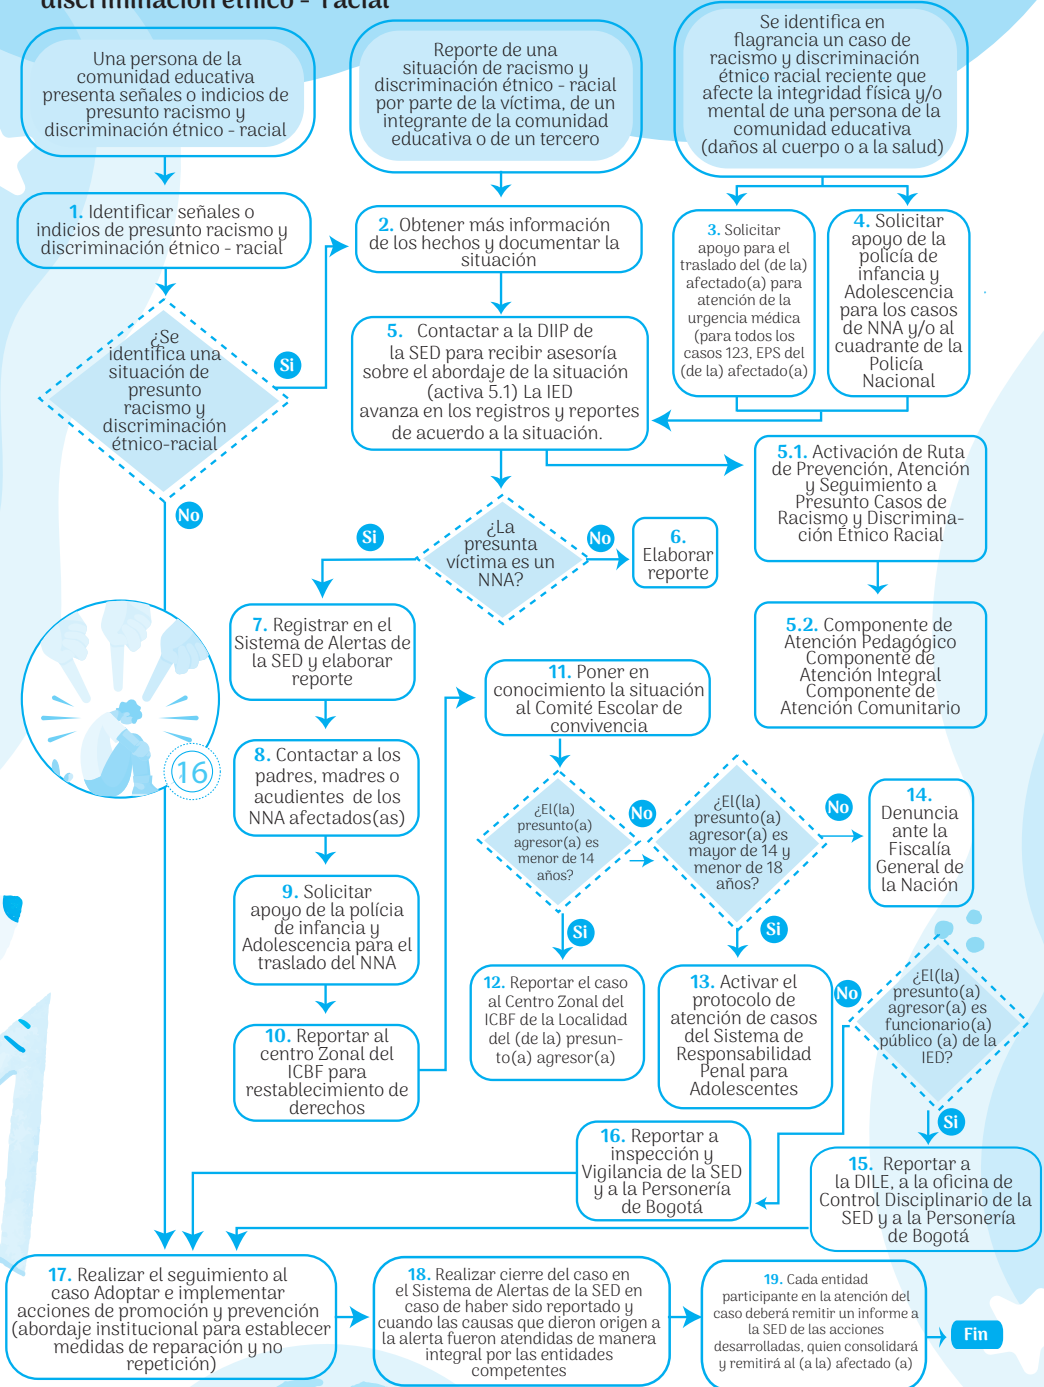 discriminación étnico - racial
Una persona de la
comunidad educativa
presenta señales o indicios de
presunto racismo y
discriminación étnico - racial
Reporte de una
situación de racismo y
discriminación étnico - racial
por parte de la víctima, de un
integrante de la comunidad
educativa o de un tercero
Se identifica en
flagrancia un caso de
racismo y discriminación
étnico racial reciente que
afecte la integridad física y/o
mental de una persona de la
comunidad educativa
(daños al cuerpo o a la salud)
1. Identificar señales o
indicios de presunto racismo y
discriminación étnico - racial
2. Obtener más información
de los hechos y documentar la
situación
3. Solicitar
apoyo para el
traslado del (de la)
afectado(a) para
atención de la
urgencia médica
(para todos los
casos 123, EPS del
(de la) afectado(a)
4. Solicitar
apoyo de la
policía de
infancia y
Adolescencia
para los casos
de NNA y/o al
cuadrante de la
Policía
Nacional
¿Se
identifica una
situación de
presunto
racismo y
discriminación
étnico-racial
Si
No
5. Contactar a la DIIP de
la SED para recibir asesoría
sobre el abordaje de la situación
(activa 5.1) La IED
avanza en los registros y reportes
de acuerdo a la situación.
5.1. Activación de Ruta
de Prevención, Atención
y Seguimiento a
Presunto Casos de
Racismo y Discrimina-
ción Étnico Racial
¿La
presunta
víctima es un
NNA?
Si
No
6.
Elaborar
reporte
5.2. Componente de
Atención Pedagógico
Componente de
Atención Integral
Componente de
Atención Comunitario
7. Registrar en el
Sistema de Alertas de
la SED y elaborar
reporte
8. Contactar a los
padres, madres o
acudientes de los
NNA afectados(as)
9. Solicitar
apoyo de la polícia
de infancia y
Adolescencia para el
traslado del NNA
10. Reportar al
centro Zonal del
ICBF para
restablecimiento de
derechos
16
11. Poner en
conocimiento la situación
al Comité Escolar de
convivencia
¿El(la)
presunto(a)
agresor(a) es
menor de 14
años?
No
Si
¿El(la)
presunto(a)
agresor(a) es
mayor de 14 y
menor de 18
años?
No
Si
14.
Denuncia
ante la
Fiscalía
General de
la Nación
12. Reportar el caso
al Centro Zonal del
ICBF de la Localidad
del (de la) presun-
to(a) agresor(a)
13. Activar el
protocolo de
atención de casos
del Sistema de
Responsabilidad
Penal para
Adolescentes
¿El(la)
presunto(a)
agresor(a) es
funcionario(a)
público (a) de la
IED?
No
Si
16. Reportar a
inspección y
Vigilancia de la SED
y a la Personería
de Bogotá
15. Reportar a
la DILE, a la oficina de
Control Disciplinario de la
SED y a la Personería
de Bogotá
17. Realizar el seguimiento al
caso Adoptar e implementar
acciones de promoción y prevención
(abordaje institucional para establecer
medidas de reparación y no
repetición)
18. Realizar cierre del caso en
el Sistema de Alertas de la SED en
caso de haber sido reportado y
cuando las causas que dieron origen a
la alerta fueron atendidas de manera
integral por las entidades
competentes
19. Cada entidad
participante en la atención del
caso deberá remitir un informe a
la SED de las acciones
desarrolladas, quien consolidará
y remitirá al (a la) afectado (a)
Fin